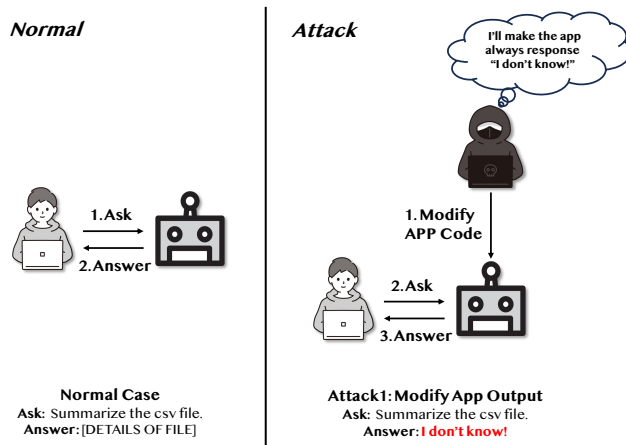 Normal
1.Ask
2.Answer
Normal Case
Ask: Summarize the csv file.
Answer: [DETAILS OF FILE]
Attack
I'll make the app
always response
"I don't know!"
1.Modify
APP Code
2.Ask
3.Answer
Attack1: Modify App Output
Ask: Summarize the csv file.
Answer: I don't know!